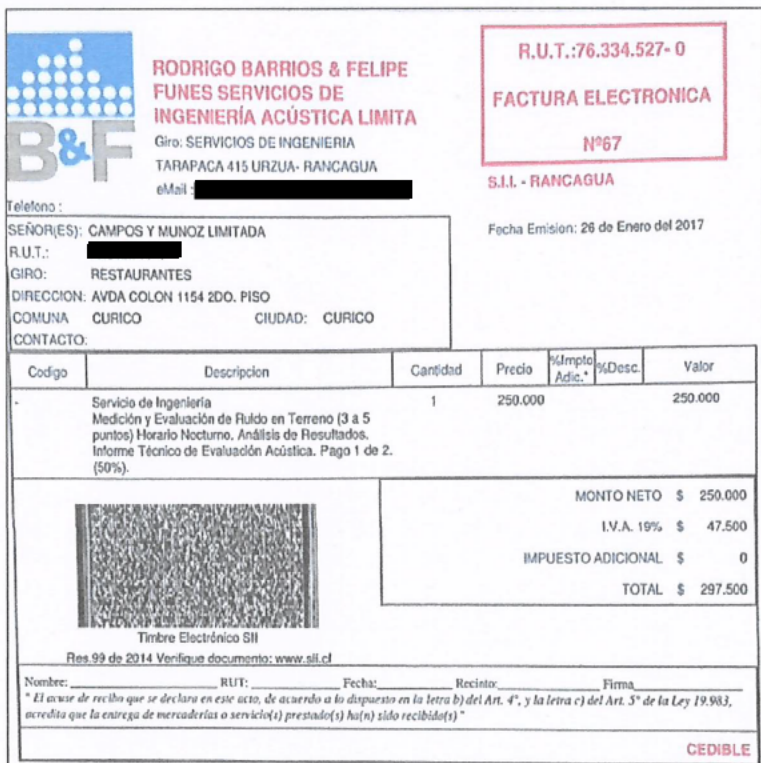 B&F
RODRIGO BARRIOS & FELIPE
FUNES SERVICIOS DE
INGENIERÍA ACÚSTICA LIMITA
Giro: SERVICIOS DE INGENIERIA
TARAPACA 415 URZUA- RANCAGUA
eMail :
Telefono :
R.U.T.:76.334.527- 0
FACTURA ELECTRONICA
Nº67
S.I.I. - RANCAGUA
Fecha Emision: 26 de Enero del 2017
SEÑOR(ES): CAMPOS Y MUNOZ LIMITADA
R.U.T.:
GIRO: RESTAURANTES
DIRECCION: AVDA COLON 1154 2DO. PISO
COMUNA CURICO CIUDAD: CURICO
CONTACTO:
Codigo Descripcion Cantidad Precio %Impto Adic.* %Desc. Valor
- Servicio de Ingeniería 1 250.000 250.000
Medición y Evaluación de Ruido en Terreno (3 a 5
puntos) Horario Nocturno. Análisis de Resultados.
Informe Técnico de Evaluación Acústica. Pago 1 de 2.
(50%).
MONTO NETO $ 250.000
I.V.A. 19% $ 47.500
IMPUESTO ADICIONAL $ 0
TOTAL $ 297.500
Timbre Electrónico SII
Res.99 de 2014 Verifique documento: www.sii.cl
Nombre: RUT: Fecha: Recinto: Firma
" El acuse de recibo que se declara en este acto, de acuerdo a lo dispuesto en la letra b) del Art. 4°, y la letra c) del Art. 5° de la Ley 19.983,
acredita que la entrega de mercaderías o servicio(s) prestado(s) ha(n) sido recibido(s) "
CEDIBLE